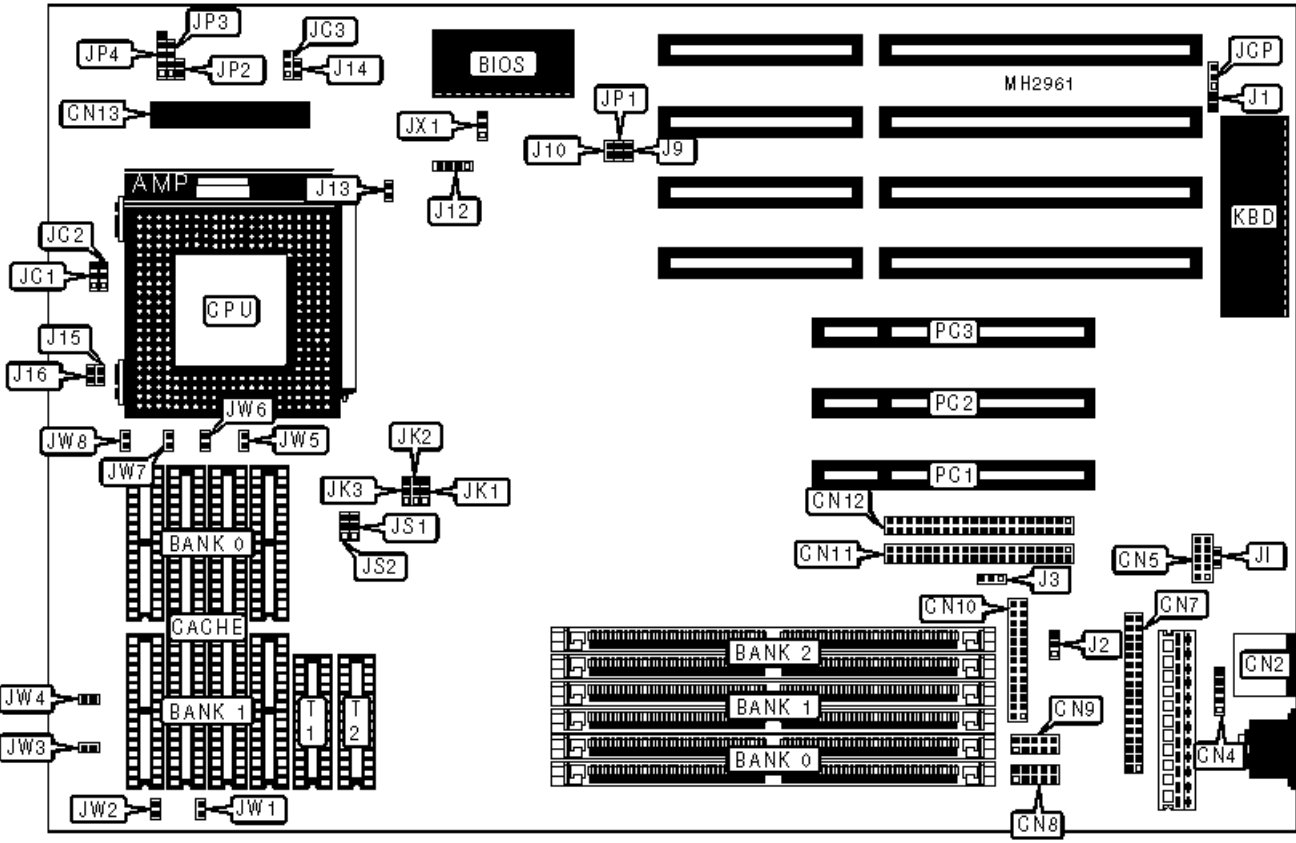 JP3
JC3
JP4
JP2
J14
BIOS
JCP
MH2961
CN13
JX1
JP1
J1
J10
J9
AMP
J13
J12
KBD
JC2
JC1
CPU
J15
J16
PC3
PC2
PC1
JW8
JW7
JW6
JW5
JK2
JK3
JK1
JS1
JS2
CN12
CN11
J3
CN5
JI
BANK 0
CACHE
BANK 1
T1
T2
CN10
CN7
J2
CN2
BANK 2
BANK 1
BANK 0
JW4
JW3
JW2
JW1
CN9
CN4
CN8